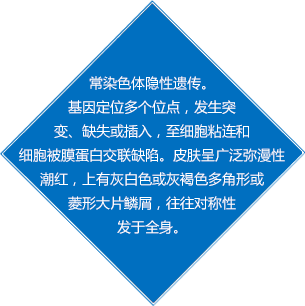 常染色体隐性遗传。
基因定位多个位点，发生突
变、缺失或插入，至细胞粘连和
细胞被膜蛋白交联缺陷。皮肤呈广泛弥漫性
潮红，上有灰白色或灰褐色多角形或
菱形大片鳞屑，往往对称性
发于全身。